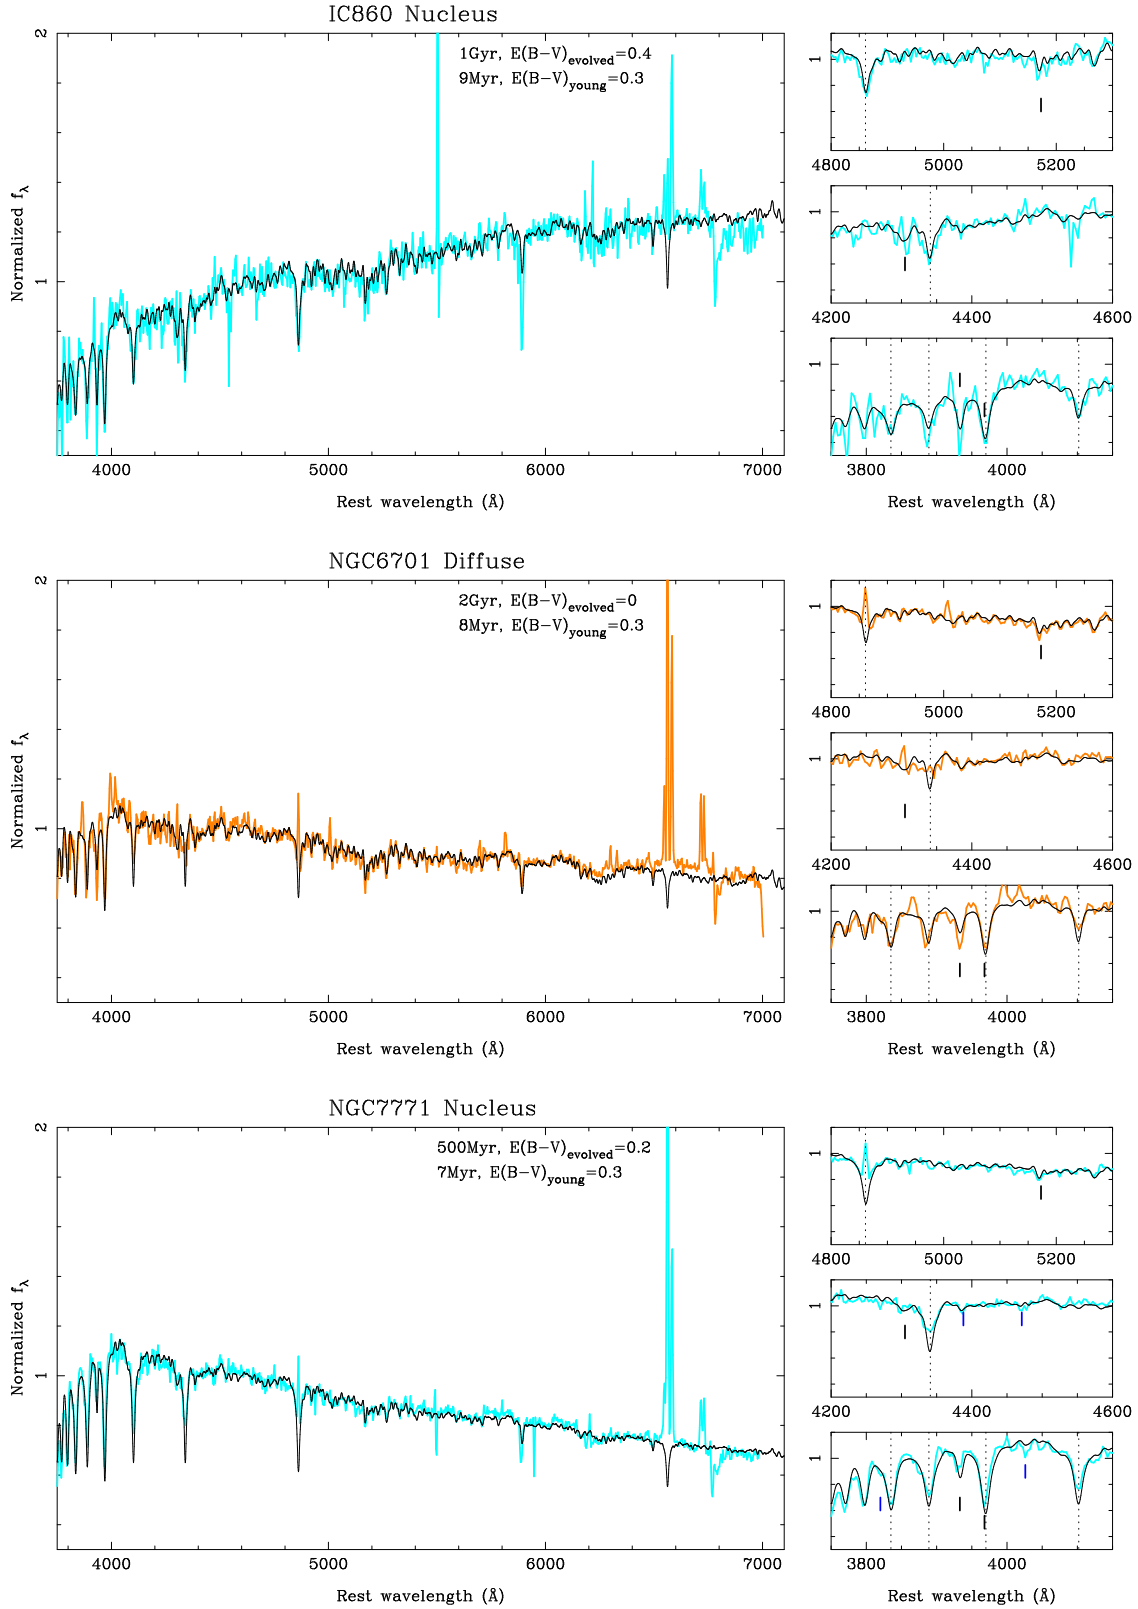 IC860 Nucleus
2
1
Normalized fλ
1Gyr, E(B−V)evolved=0.4
9Myr, E(B−V)young=0.3
4000 5000 6000 7000
Rest wavelength (Å)
1
4800 5000 5200
1
4200 4400 4600
1
3800 4000
Rest wavelength (Å)
NGC6701 Diffuse
2
1
Normalized fλ
2Gyr, E(B−V)evolved=0
8Myr, E(B−V)young=0.3
4000 5000 6000 7000
Rest wavelength (Å)
1
4800 5000 5200
1
4200 4400 4600
1
3800 4000
Rest wavelength (Å)
NGC7771 Nucleus
2
1
Normalized fλ
500Myr, E(B−V)evolved=0.2
7Myr, E(B−V)young=0.3
4000 5000 6000 7000
Rest wavelength (Å)
1
4800 5000 5200
1
4200 4400 4600
1
3800 4000
Rest wavelength (Å)